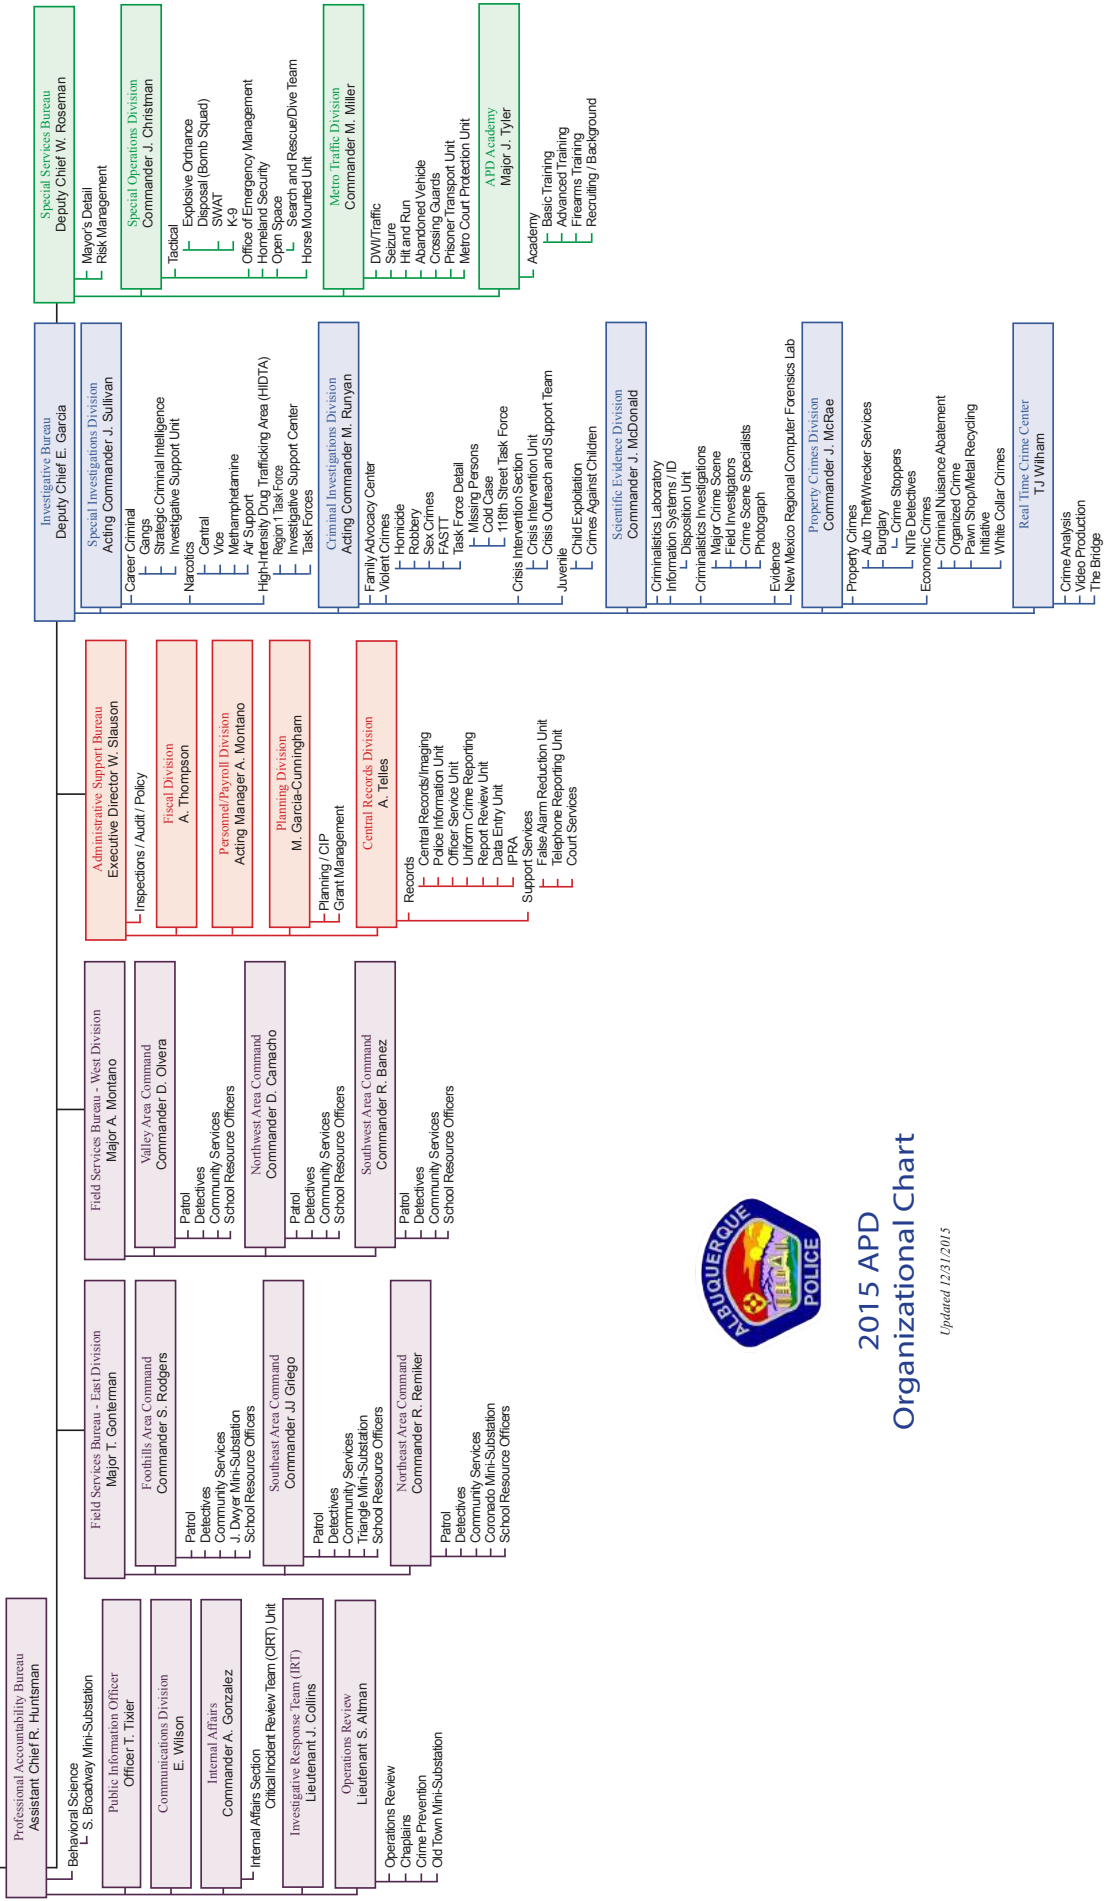 Professional Accountability Bureau
Assistant Chief R. Huntsman
Behavioral Science
S. Broadway Mini-Substation
Public Information Officer
Officer T. Tixier
Communications Division
E. Wilson
Internal Affairs
Commander A. Gonzalez
Internal Affairs Section
Critical Incident Review Team (CIRT) Unit
Investigative Response Team (IRT)
Lieutenant J. Collins
Operations Review
Lieutenant S. Altman
Operations Review
Chaplains
Crime Prevention
Old Town Mini-Substation
Field Services Bureau - East Division
Major T. Gonterman
Foothills Area Command
Commander S. Rodgers
Patrol
Detectives
Community Services
J. Dwyer Mini-Substation
School Resource Officers
Southeast Area Command
Commander JJ Griego
Patrol
Detectives
Community Services
Triangle Mini-Substation
School Resource Officers
Northeast Area Command
Commander R. Remiker
Patrol
Detectives
Community Services
Coronado Mini-Substation
School Resource Officers
Field Services Bureau - West Division
Major A. Montano
Valley Area Command
Commander D. Olvera
Patrol
Detectives
Community Services
School Resource Officers
Northwest Area Command
Commander D. Camacho
Patrol
Detectives
Community Services
School Resource Officers
Southwest Area Command
Commander R. Banez
Patrol
Detectives
Community Services
School Resource Officers
Administrative Support Bureau
Executive Director W. Slauson
Inspections / Audit / Policy
Fiscal Division
A. Thompson
Personnel/Payroll Division
Acting Manager A. Montano
Planning Division
M. Garcia-Cunningham
Planning / CIP
Grant Management
Central Records Division
A. Telles
Records
Central Records/Imaging
Police Information Unit
Officer Service Unit
Uniform Crime Reporting
Report Review Unit
Data Entry Unit
IPRA
Support Services
False Alarm Reduction Unit
Telephone Reporting Unit
Court Services
Investigative Bureau
Deputy Chief E. Garcia
Special Investigations Division
Acting Commander J. Sullivan
Career Criminal
Gangs
Strategic Criminal Intelligence
Investigative Support Unit
Narcotics
Central
Vice
Methamphetamine
Air Support
High-Intensity Drug Trafficking Area (HIDTA)
Region 1 Task Force
Investigative Support Center
Task Forces
Criminal Investigations Division
Acting Commander M. Runyan
Family Advocacy Center
Violent Crimes
Homicide
Robbery
Sex Crimes
FASTT
Task Force Detail
Missing Persons
Cold Case
118th Street Task Force
Crisis Intervention Section
Crisis Intervention Unit
Crisis Outreach and Support Team
Juvenile
Child Exploitation
Crimes Against Children
Scientific Evidence Division
Commander J. McDonald
Criminalistics Laboratory
Information Systems / ID
Disposition Unit
Criminalistics Investigations
Major Crime Scene
Field Investigators
Crime Scene Specialists
Photograph
Evidence
New Mexico Regional Computer Forensics Lab
Property Crimes Division
Commander J. McRae
Property Crimes
Auto Theft/Wrecker Services
Burglary
Crime Stoppers
NITe Detectives
Economic Crimes
Criminal Nuisance Abatement
Organized Crime
Pawn Shop/Metal Recycling
Initiative
White Collar Crimes
Real Time Crime Center
TJ Wilham
Crime Analysis
Video Production
The Bridge
Special Services Bureau
Deputy Chief W. Roseman
Mayor's Detail
Risk Management
Special Operations Division
Commander J. Christman
Tactical
Explosive Ordnance
Disposal (Bomb Squad)
SWAT
K-9
Office of Emergency Management
Homeland Security
Open Space
Search and Rescue/Dive Team
Horse Mounted Unit
Metro Traffic Division
Commander M. Miller
DWI/Traffic
Seizure
Hit and Run
Abandoned Vehicle
Crossing Guards
Prisoner Transport Unit
Metro Court Protection Unit
APD Academy
Major J. Tyler
Academy
Basic Training
Advanced Training
Firearms Training
Recruiting / Background
ALBUQUERQUE
POLICE
2015 APD
Organizational Chart
Updated 12/31/2015